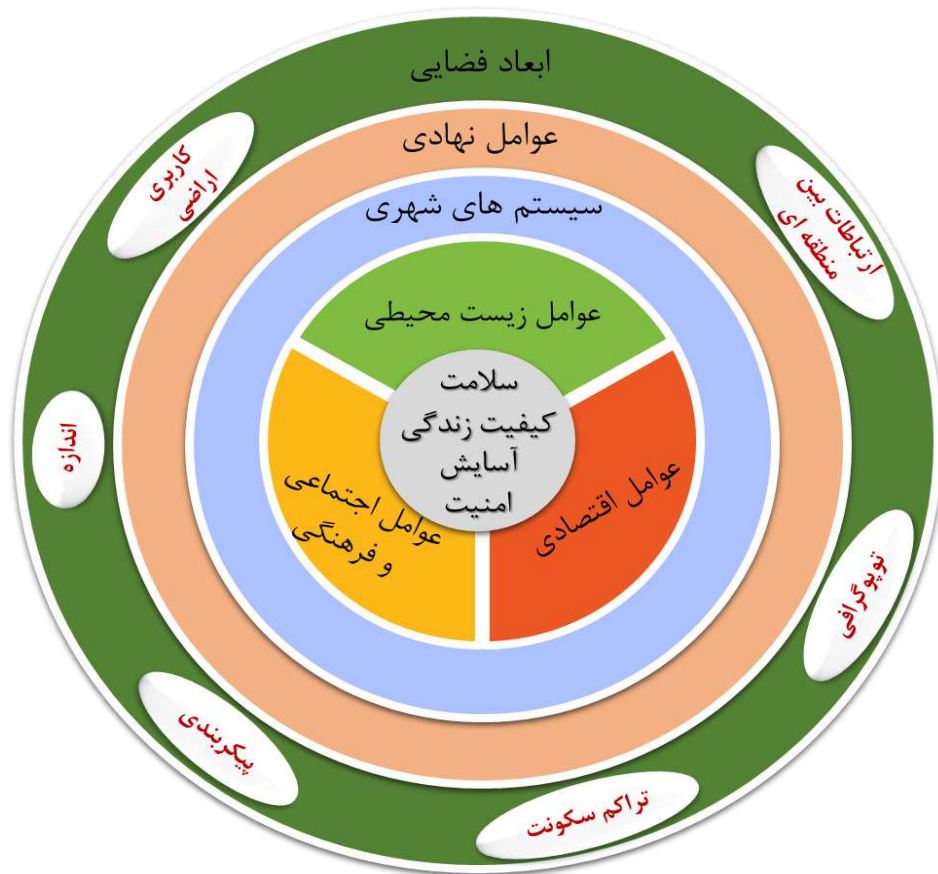 ابعاد فضایی
عوامل نهادی
سیستم های شهری
عوامل زیست محیطی
سلامت
کیفیت زندگی
آسایش
امنیت
عوامل اقتصادی
عوامل اجتماعی
و فرهنگی
ارتباطات بین
منطقه ای
توپوگرافی
تراکم سکونت
پیکربندی
اندازه
کاربری
اراضی